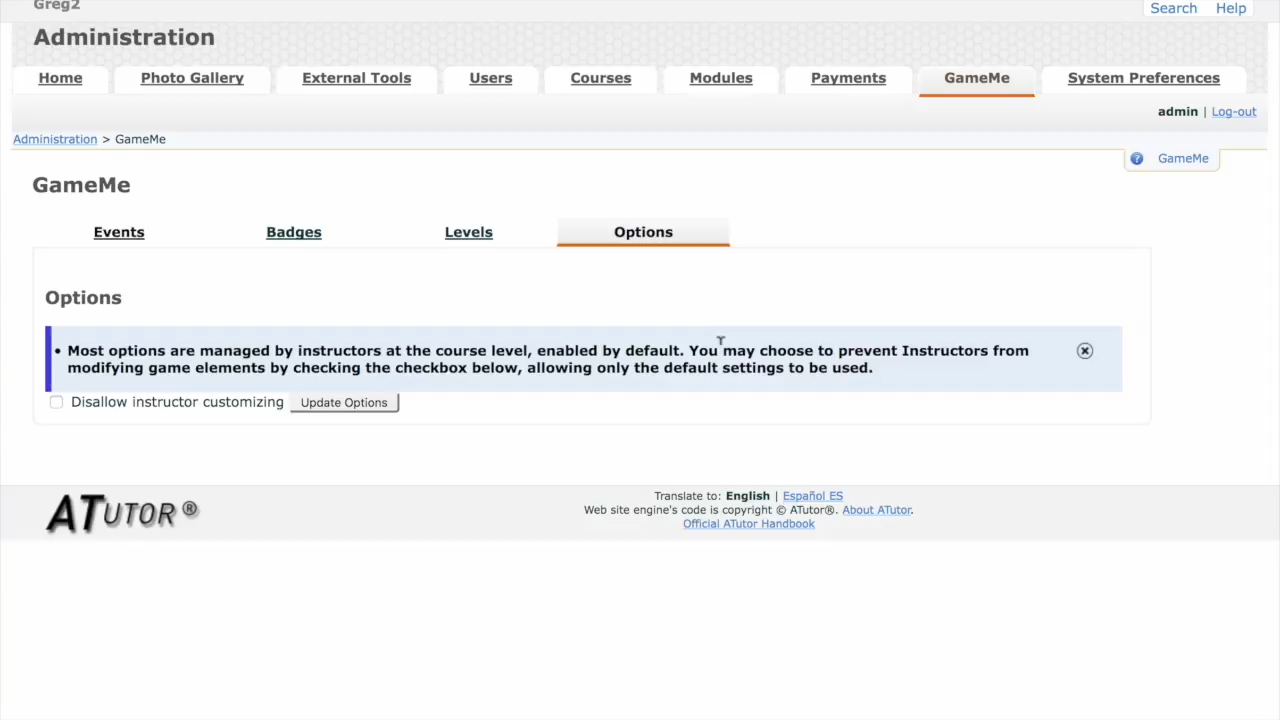 Greg2
Search Help
Administration
Home Photo Gallery External Tools Users Courses Modules Payments GameMe System Preferences
admin | Log-out
Administration > GameMe
GameMe
GameMe
Events Badges Levels Options
Options
• Most options are managed by instructors at the course level, enabled by default. You may choose to prevent Instructors from
modifying game elements by checking the checkbox below, allowing only the default settings to be used.
Disallow instructor customizing Update Options
ATUTOR ®
Translate to: English | Español ES
Web site engine's code is copyright © ATutor®. About ATutor.
Official ATutor Handbook